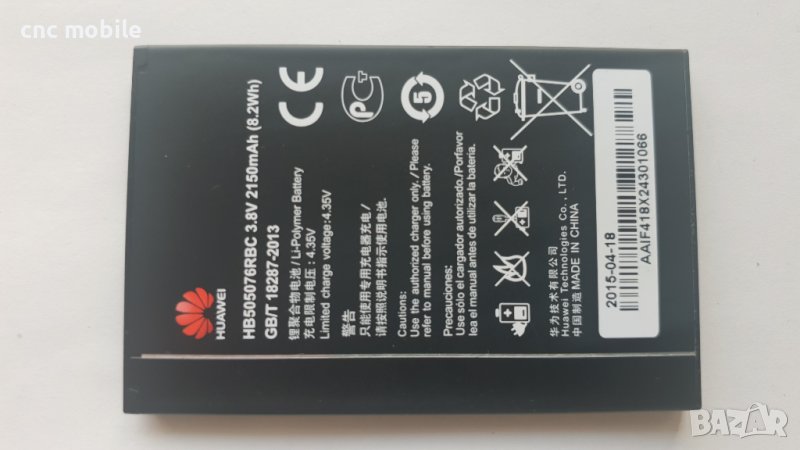 cnc mobile
HUAWEI
HB505076RBC 3.8V 2150mAh (8.2Wh)
GB/T 18287-2013
锂聚合物电池 / Li-Polymer Battery
充电限制电压：4.35V
Limited charge voltage:4.35V
警告
只能使用专用充电器充电/
请按照说明书指示使用电池.
Cautions:
Use the authorized charger only. /Please
refer to manual before using battery.
Precauciones:
Use sólo el cargador autorizado./Porfavor
lea el manual antes de utilizar la batería
CE
PCT
5
华为技术有限公司
Huawei Technologies Co., LTD.
中国制造 MADE IN CHINA
2015-04-18
AAIF418X24301066
BAZAR